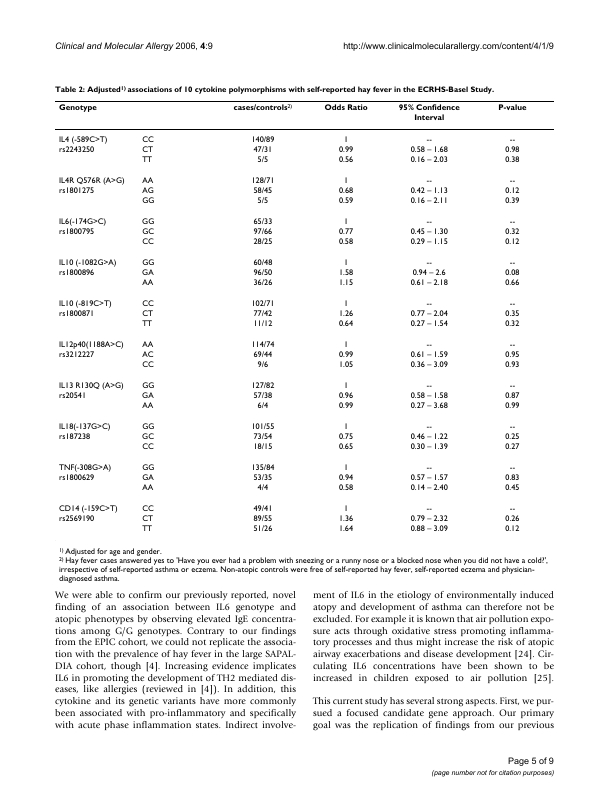 Clinical and Molecular Allergy 2006, 4:9 http://www.clinicalmolecularallergy.com/content/4/1/9
Table 2: Adjusted1) associations of 10 cytokine polymorphisms with self-reported hay fever in the ECRHS-Basel Study.
Genotype cases/controls2) Odds Ratio 95% Confidence Interval P-value
IL4 (-589C>T) CC 140/89 1 -- --
rs2243250 CT 47/31 0.99 0.58 – 1.68 0.98
TT 5/5 0.56 0.16 – 2.03 0.38
IL4R Q576R (A>G) AA 128/71 1 -- --
rs1801275 AG 58/45 0.68 0.42 – 1.13 0.12
GG 5/5 0.59 0.16 – 2.11 0.39
IL6(-174G>C) GG 65/33 1 -- --
rs1800795 GC 97/66 0.77 0.45 – 1.30 0.32
CC 28/25 0.58 0.29 – 1.15 0.12
IL10 (-1082G>A) GG 60/48 1 -- --
rs1800896 GA 96/50 1.58 0.94 – 2.6 0.08
AA 36/26 1.15 0.61 – 2.18 0.66
IL10 (-819C>T) CC 102/71 1 -- --
rs1800871 CT 77/42 1.26 0.77 – 2.04 0.35
TT 11/12 0.64 0.27 – 1.54 0.32
IL12p40(1188A>C) AA 114/74 1 -- --
rs3212227 AC 69/44 0.99 0.61 – 1.59 0.95
CC 9/6 1.05 0.36 – 3.09 0.93
IL13 R130Q (A>G) GG 127/82 1 -- --
rs20541 GA 57/38 0.96 0.58 – 1.58 0.87
AA 6/4 0.99 0.27 – 3.68 0.99
IL18(-137G>C) GG 101/55 1 -- --
rs187238 GC 73/54 0.75 0.46 – 1.22 0.25
CC 18/15 0.65 0.30 – 1.39 0.27
TNF(-308G>A) GG 135/84 1 -- --
rs1800629 GA 53/35 0.94 0.57 – 1.57 0.83
AA 4/4 0.58 0.14 – 2.40 0.45
CD14 (-159C>T) CC 49/41 1 -- --
rs2569190 CT 89/55 1.36 0.79 – 2.32 0.26
TT 51/26 1.64 0.88 – 3.09 0.12
1) Adjusted for age and gender.
2) Hay fever cases answered yes to 'Have you ever had a problem with sneezing or a runny nose or a blocked nose when you did not have a cold?',
irrespective of self-reported asthma or eczema. Non-atopic controls were free of self-reported hay fever, self-reported eczema and physician-
diagnosed asthma.
We were able to confirm our previously reported, novel
finding of an association between IL6 genotype and
atopic phenotypes by observing elevated IgE concentra-
tions among G/G genotypes. Contrary to our findings
from the EPIC cohort, we could not replicate the associa-
tion with the prevalence of hay fever in the large SAPAL-
DIA cohort, though [4]. Increasing evidence implicates
IL6 in promoting the development of TH2 mediated dis-
eases, like allergies (reviewed in [4]). In addition, this
cytokine and its genetic variants have more commonly
been associated with pro-inflammatory and specifically
with acute phase inflammation states. Indirect involve-
ment of IL6 in the etiology of environmentally induced
atopy and development of asthma can therefore not be
excluded. For example it is known that air pollution expo-
sure acts through oxidative stress promoting inflamma-
tory processes and thus might increase the risk of atopic
airway exacerbations and disease development [24]. Cir-
culating IL6 concentrations have been shown to be
increased in children exposed to air pollution [25].
This current study has several strong aspects. First, we pur-
sued a focused candidate gene approach. Our primary
goal was the replication of findings from our previous
Page 5 of 9
(page number not for citation purposes)